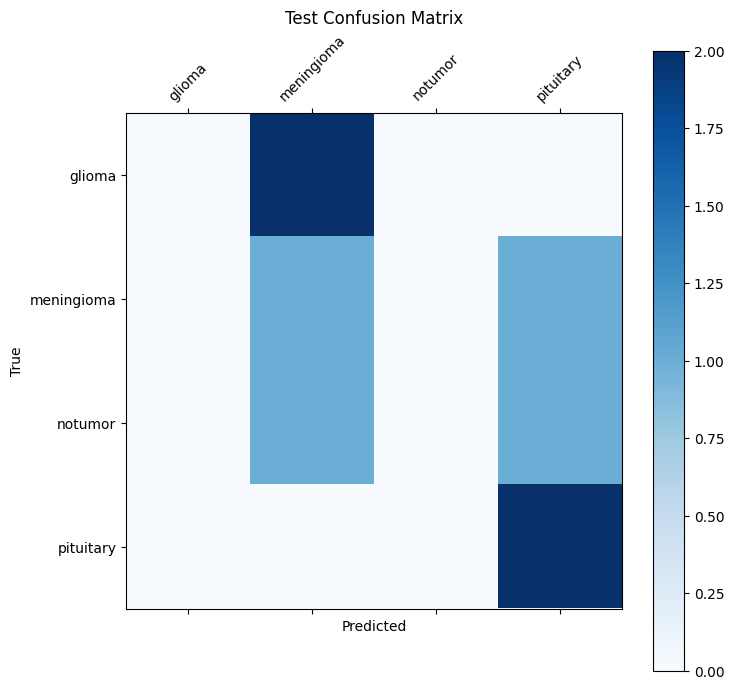 Test Confusion Matrix
glioma
meningioma
notumor
pituitary
glioma
meningioma
notumor
pituitary
True
Predicted
2.00
1.75
1.50
1.25
1.00
0.75
0.50
0.25
0.00